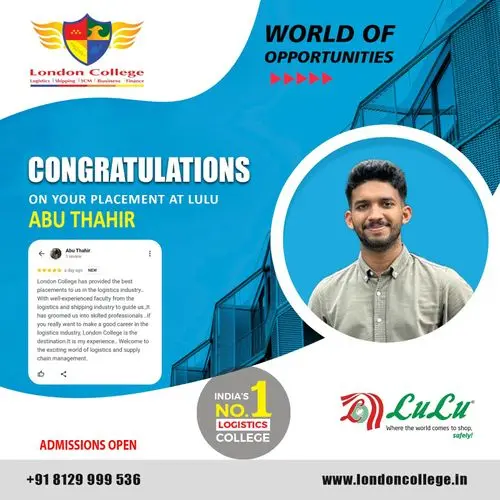 London College
Logistics | Shipping | SCM | Business | Finance
WORLD OF
OPPORTUNITIES
CONGRATULATIONS
ON YOUR PLACEMENT AT LULU
ABU THAHIR
Abu Thahir
1 review
a day ago NEW
London College has provided the best
placements to us in the logistics industry..
With well-experienced faculty from the
logistics and shipping industry to guide us..It
has groomed us into skilled professionals ..if
you really want to make a good career in the
logistics industry, London College is the
destination.It is my experience.. Welcome to
the exciting world of logistics and supply
chain management.
INDIA'S
NO.1
LOGISTICS
COLLEGE
LuLu
Where the world comes to shop,
safely!
ADMISSIONS OPEN
+91 8129 999 536
www.londoncollege.in